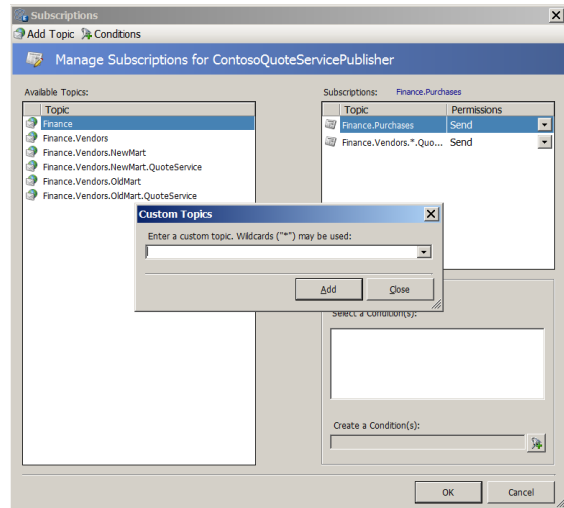 Subscriptions
Add Topic Conditions
Manage Subscriptions for ContosoQuoteServicePublisher
Available Topics:
Subscriptions: Finance.Purchases
Topic
Topic Permissions
Finance
Finance.Purchases Send
Finance.Vendors
Finance.Vendors.*.Quo... Send
Finance.Vendors.NewMart
Finance.Vendors.NewMart.QuoteService
Finance.Vendors.OldMart
Finance.Vendors.OldMart.QuoteService
Custom Topics
Enter a custom topic. Wildcards ("*") may be used:
Add Close
Select a Condition(s):
Create a Condition(s):
OK Cancel